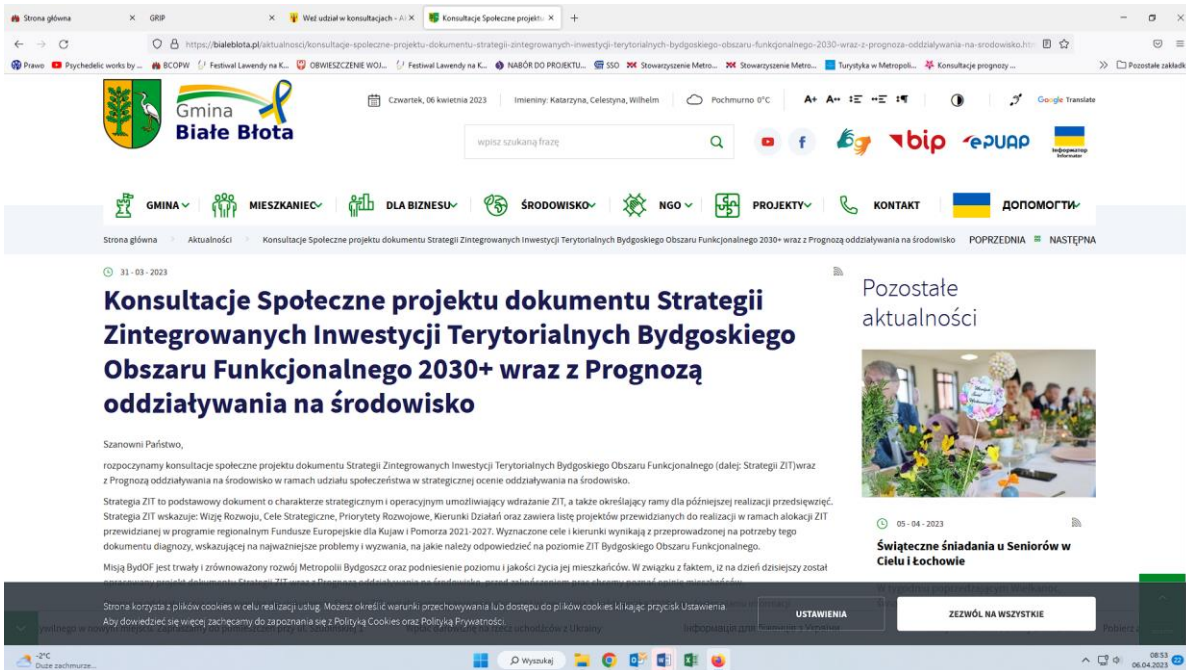 Strona główna
GRIP
Weź udział w konsultacjach - Al
Konsultacje Społeczne projektu
https://bialeblota.pl/aktualnosci/konsultacje-spoleczne-projektu-dokumentu-strategii-zintegrowanych-inwestycji-terytorialnych-bydgoskiego-obszaru-funkcjonalnego-2030-wraz-z-prognoza-oddzialywania-na-srodowisko.ht
Prawo
Psychedelic works by ...
BCOPW
Festiwal Lawendy na K...
OBWIESZCZENIE WOJ...
Festiwal Lawendy na K...
NABÓR DO PROJEKTU...
SSO
Stowarzyszenie Metro...
Stowarzyszenie Metro...
Turystyka w Metropoli...
Konsultacje prognozy ...
Pozostałe zakładk
Gmina
Białe Błota
Czwartek, 06 kwietnia 2023
Imieniny: Katarzyna, Celestyna, Wilhelm
Pochmurno 0°C
A+
Google Translate
wpisz szukaną frazę
f
bip
ePUAP
Інформатор
Informator
GMINA
MIESZKANIEC
DLA BIZNESU
ŚRODOWISKO
NGO
PROJEKTY
KONTAKT
ДОПОМОГТИ
Strona główna
Aktualności
Konsultacje Społeczne projektu dokumentu Strategii Zintegrowanych Inwestycji Terytorialnych Bydgoskiego Obszaru Funkcjonalnego 2030+ wraz z Prognozą oddziaływania na środowisko
POPRZEDNIA
NASTĘPNA
31 - 03 - 2023
Konsultacje Społeczne projektu dokumentu Strategii
Zintegrowanych Inwestycji Terytorialnych Bydgoskiego
Obszaru Funkcjonalnego 2030+ wraz z Prognozą
oddziaływania na środowisko
Szanowni Państwo,
rozpoczynamy konsultacje społeczne projektu dokumentu Strategii Zintegrowanych Inwestycji Terytorialnych Bydgoskiego Obszaru Funkcjonalnego (dalej: Strategii ZIT)wraz
z Prognozą oddziaływania na środowisko w ramach udziału społeczeństwa w strategicznej ocenie oddziaływania na środowisko.
Strategia ZIT to podstawowy dokument o charakterze strategicznym i operacyjnym umożliwiający wdrażanie ZIT, a także określający ramy dla późniejszej realizacji przedsięwzięć.
Strategia ZIT wskazuje: Wizję Rozwoju, Cele Strategiczne, Priorytety Rozwojowe, Kierunki Działań oraz zawiera listę projektów przewidzianych do realizacji w ramach alokacji ZIT
przewidzianej w programie regionalnym Fundusze Europejskie dla Kujaw i Pomorza 2021-2027. Wyznaczone cele i kierunki wynikają z przeprowadzonej na potrzeby tego
dokumentu diagnozy, wskazującej na najważniejsze problemy i wyzwania, na jakie należy odpowiedzieć na poziomie ZIT Bydgoskiego Obszaru Funkcjonalnego.
Misją BydOF jest trwały i zrównoważony rozwój Metropolii Bydgoszcz oraz podniesienie poziomu i jakości życia jej mieszkańców. W związku z faktem, iż na dzień dzisiejszy został
Pozostałe
aktualności
05 - 04 - 2023
Świąteczne śniadania u Seniorów w
Cielu i Łochowie
Strona korzysta z plików cookies w celu realizacji usług. Możesz określić warunki przechowywania lub dostępu do plików cookies klikając przycisk Ustawienia.
Aby dowiedzieć się więcej zachęcamy do zapoznania się z Polityką Cookies oraz Polityką Prywatności.
USTAWIENIA
ZEZWÓL NA WSZYSTKIE
-2°C
Duże zachmurze...
Wyszukaj
08:53
06.04.2023